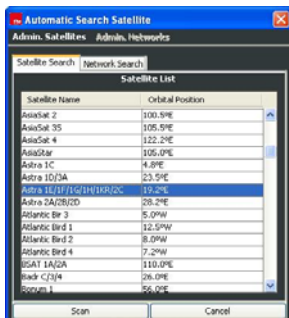 Automatic Search Satellite
Admin. Satellites Admin. Networks
Satellite Search Network Search
Satellite List
Satellite Name Orbital Position
AsiaSat 2 100.5ºE
AsiaSat 3S 105.5ºE
AsiaSat 4 122.2ºE
AsiaStar 105.0ºE
Astra 1C 4.8ºE
Astra 1D/3A 23.5ºE
Astra 1E/1F/1G/1H/1KR/2C 19.2ºE
Astra 2A/2B/2D 28.2ºE
Atlantic Bir 3 5.0ºW
Atlantic Bird 1 12.5ºW
Atlantic Bird 2 8.0ºW
Atlantic Bird 4 7.2ºW
BSAT 1A/2A 110.0ºE
Badr C/3/4 26.0ºE
Bonum 1 56.0ºE
Scan Cancel